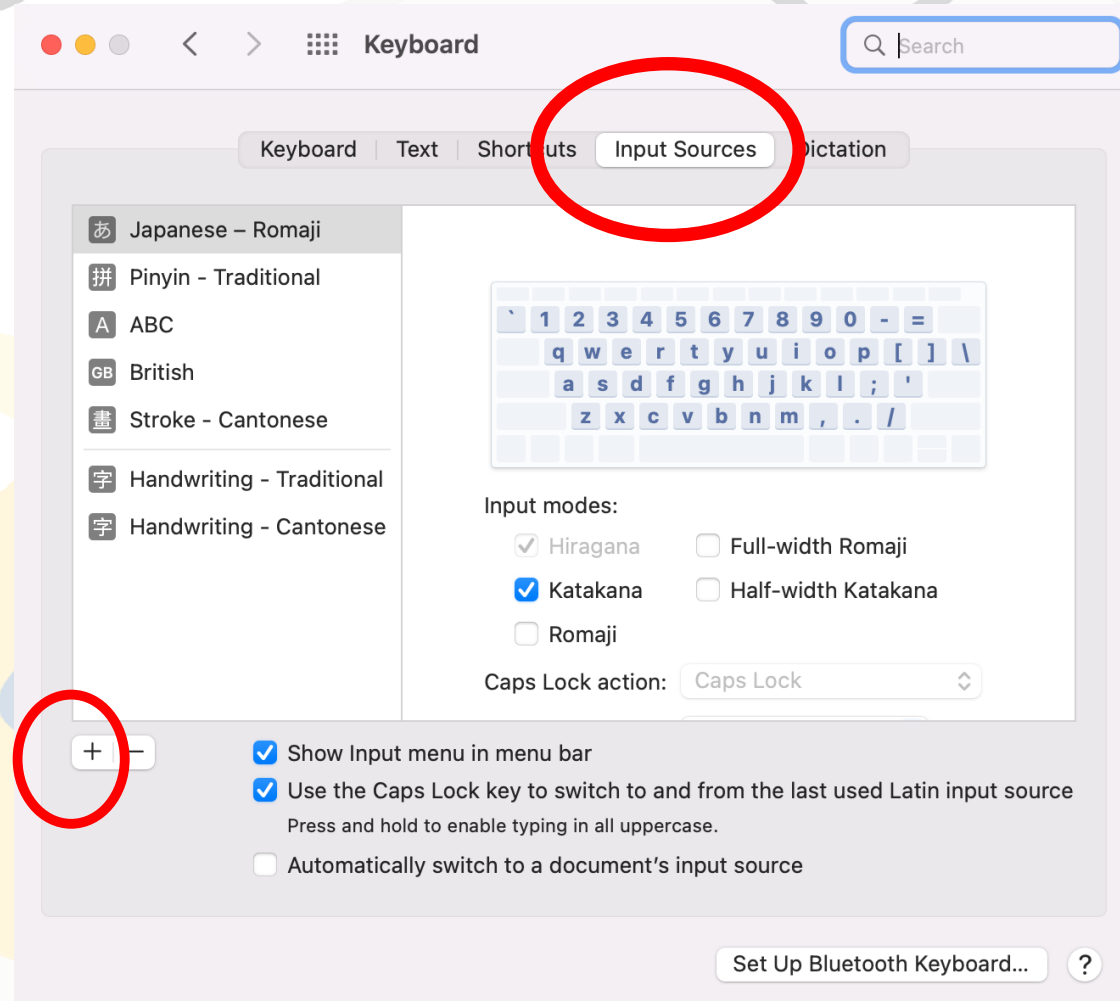 Keyboard
Search
Keyboard Text Shortcuts Input Sources Dictation
あ Japanese – Romaji
拼 Pinyin - Traditional
A ABC
GB British
畫 Stroke - Cantonese
字 Handwriting - Traditional
字 Handwriting - Cantonese
` 1 2 3 4 5 6 7 8 9 0 - =
q w e r t y u i o p [ ] \
a s d f g h j k l ; '
z x c v b n m , . /
Input modes:
Hiragana Full-width Romaji
Katakana Half-width Katakana
Romaji
Caps Lock action: Caps Lock
+ −
Show Input menu in menu bar
Use the Caps Lock key to switch to and from the last used Latin input source
Press and hold to enable typing in all uppercase.
Automatically switch to a document's input source
Set Up Bluetooth Keyboard... ?